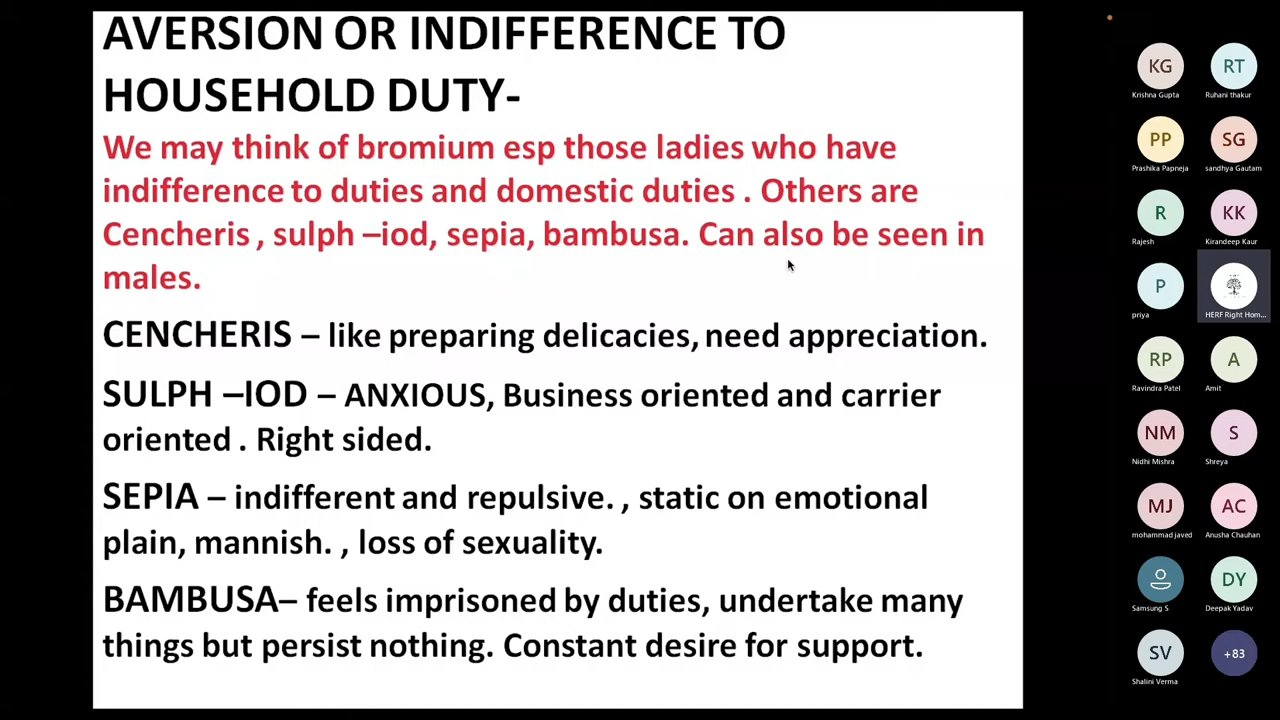 AVERSION OR INDIFFERENCE TO
HOUSEHOLD DUTY-
We may think of bromium esp those ladies who have
indifference to duties and domestic duties . Others are
Cencheris , sulph –iod, sepia, bambusa. Can also be seen in
males.
CENCHERIS – like preparing delicacies, need appreciation.
SULPH –IOD – ANXIOUS, Business oriented and carrier
oriented . Right sided.
SEPIA – indifferent and repulsive. , static on emotional
plain, mannish. , loss of sexuality.
BAMBUSA– feels imprisoned by duties, undertake many
things but persist nothing. Constant desire for support.
KG RT
Krishna Gupta Ruhani thakur
PP SG
Prashika Papneja sandhya Gautam
R KK
Rajesh Kirandeep Kaur
P
priya HERF Right Hom...
RP A
Ravindra Patel Amit
NM S
Nidhi Mishra Shreya
MJ AC
mohammad javed Anusha Chauhan
DY
Samsung S Deepak Yadav
SV +83
Shalini Verma